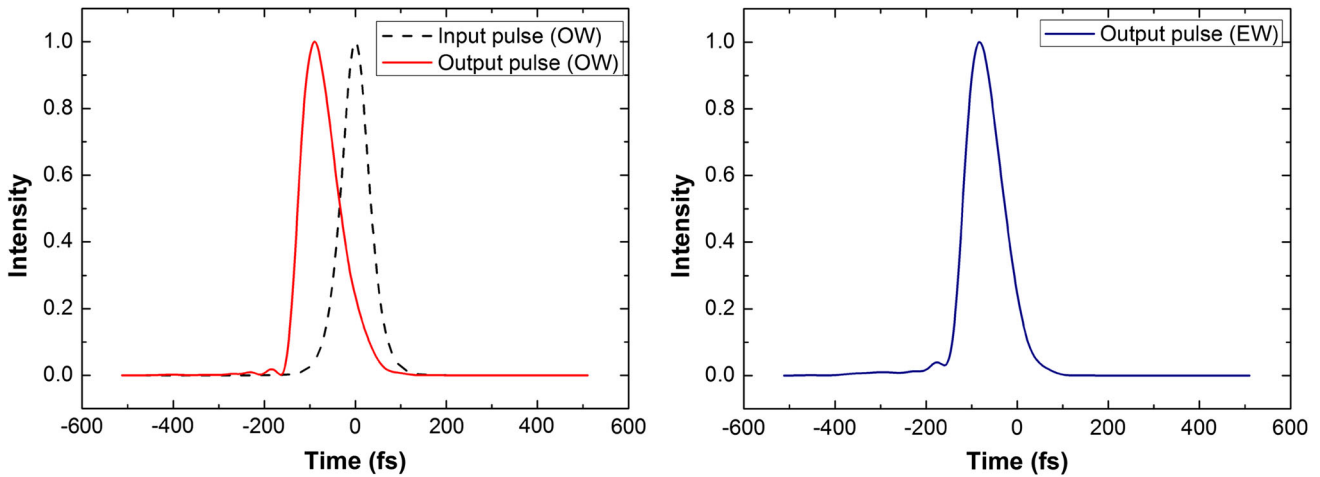 Input pulse (OW)
Output pulse (OW)
1.0
0.8
0.6
0.4
0.2
0.0
Intensity
-600 -400 -200 0 200 400 600
Time (fs)
Output pulse (EW)
1.0
0.8
0.6
0.4
0.2
0.0
Intensity
-600 -400 -200 0 200 400 600
Time (fs)